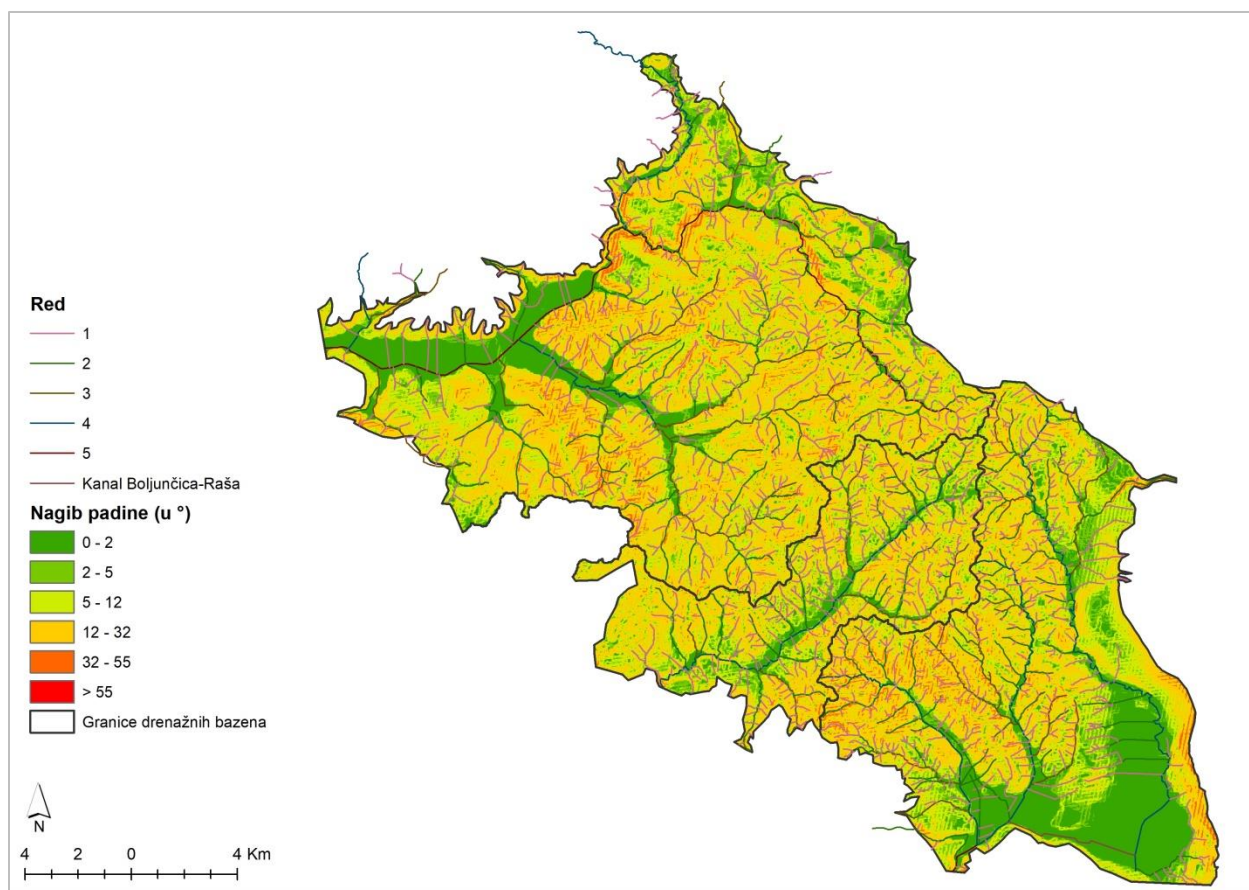 Red
1
2
3
4
5
Kanal Boljunčica-Raša
Nagib padine (u °)
0 - 2
2 - 5
5 - 12
12 - 32
32 - 55
> 55
Granice drenažnih bazena
N
4 2 0 4 Km